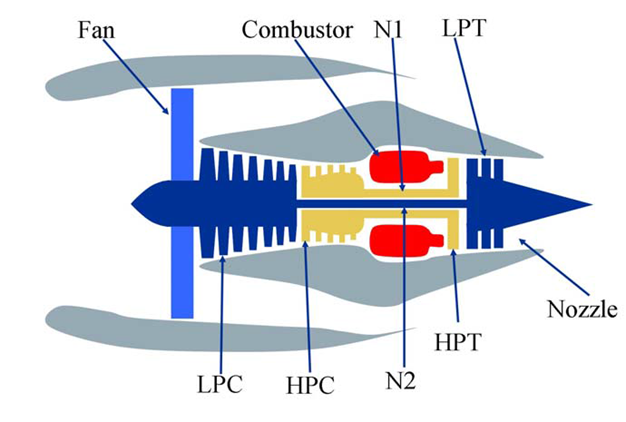 Fan
Combustor
N1
LPT
Nozzle
HPT
LPC
HPC
N2